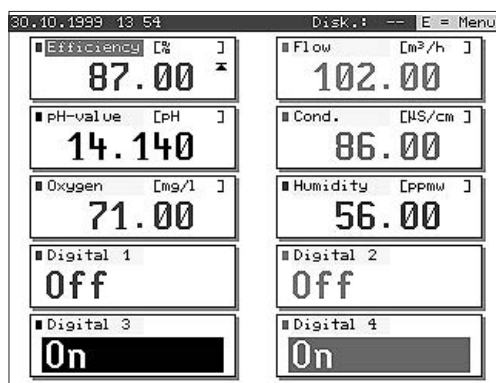 30.10.1999 13 54 Disk.: -- E = Menu
Efficiency [% ]
87.00
Flow [m³/h ]
102.00
pH-value [pH ]
14.140
Cond. [µS/cm ]
86.00
Oxygen [mg/l ]
71.00
Humidity [ppmw ]
56.00
Digital 1
Off
Digital 2
Off
Digital 3
On
Digital 4
On